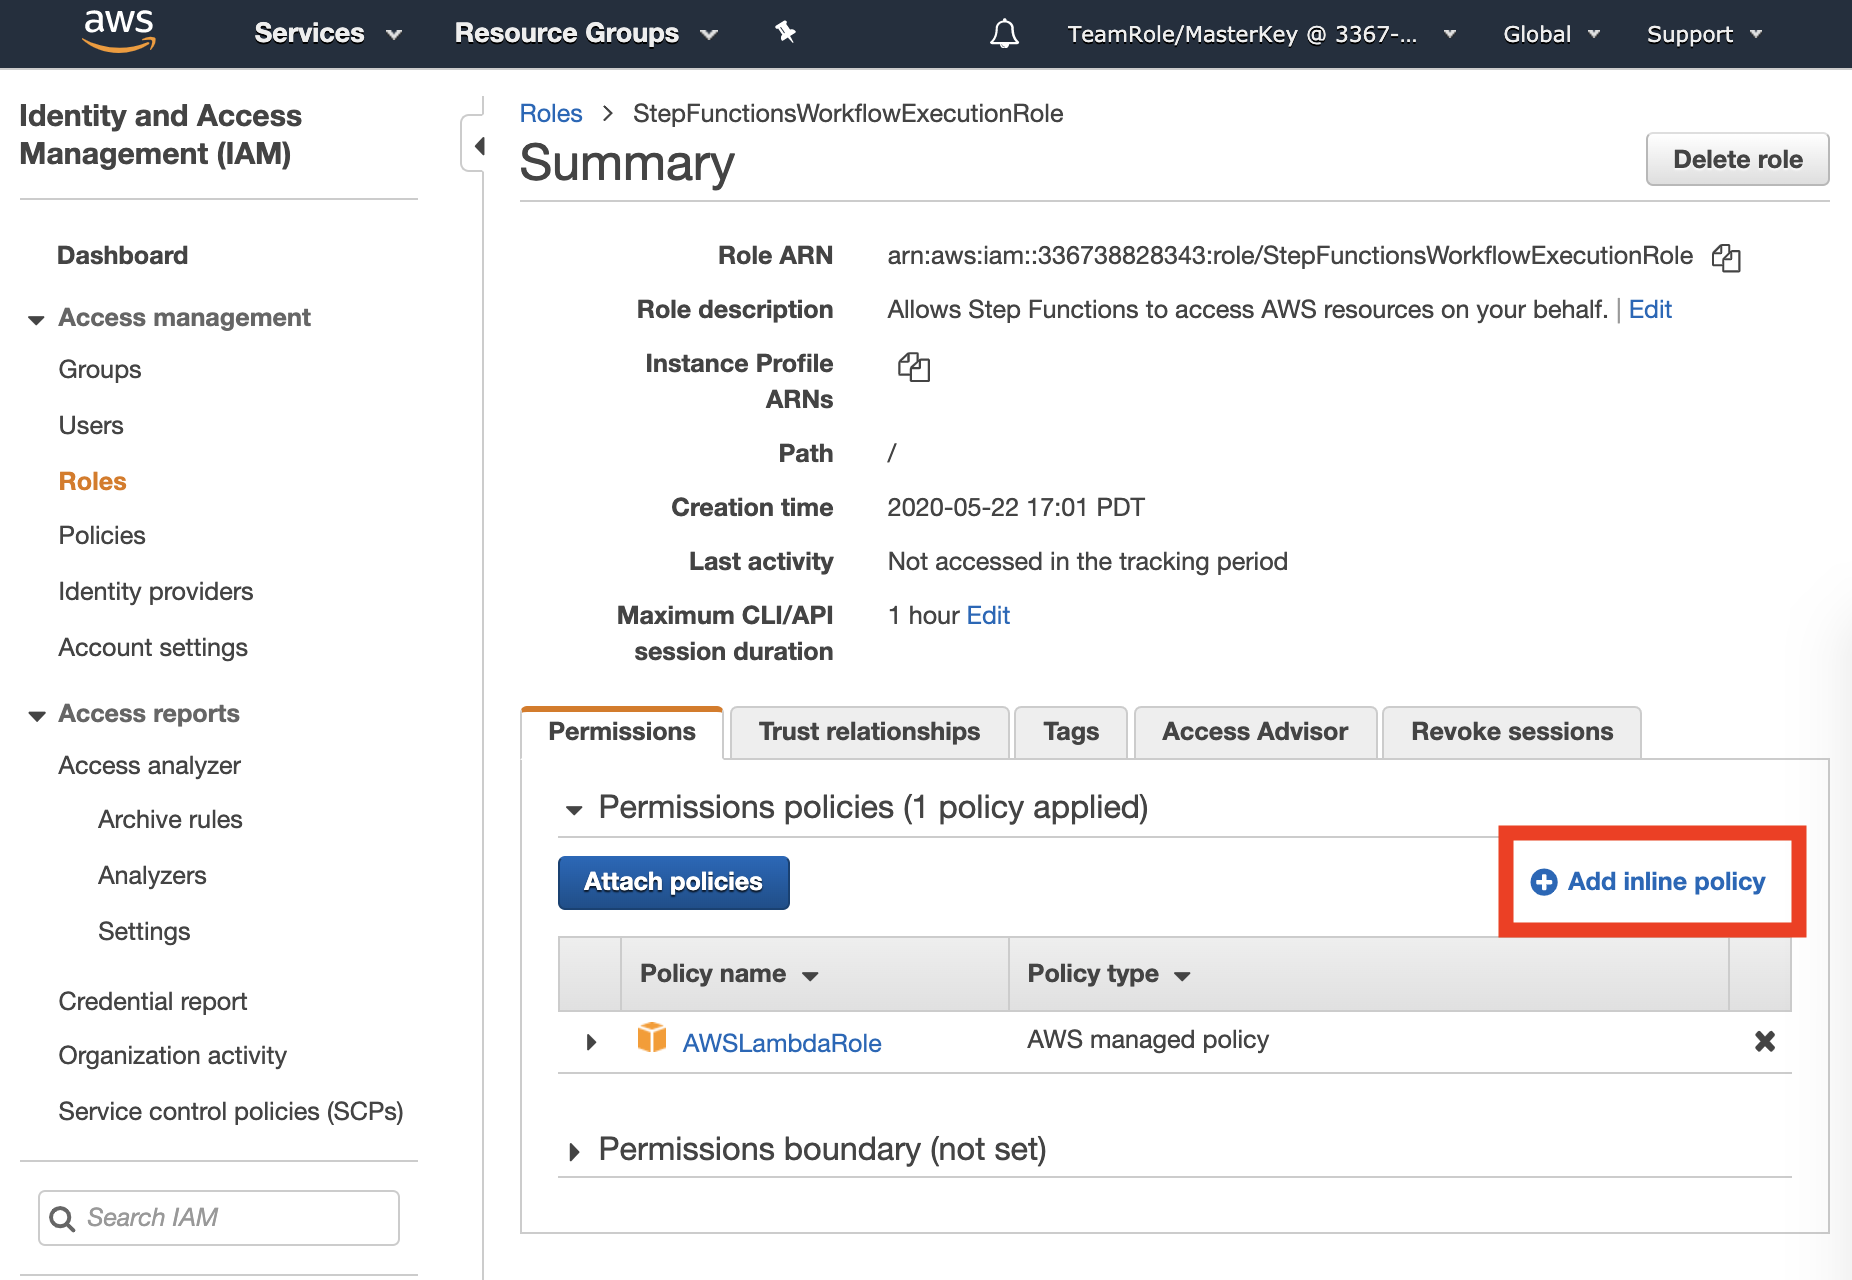 aws
Services
Resource Groups
TeamRole/MasterKey @ 3367-...
Global
Support
Identity and Access
Management (IAM)
Dashboard
Access management
Groups
Users
Roles
Policies
Identity providers
Account settings
Access reports
Access analyzer
Archive rules
Analyzers
Settings
Credential report
Organization activity
Service control policies (SCPs)
Search IAM
Roles > StepFunctionsWorkflowExecutionRole
Summary
Delete role
Role ARN arn:aws:iam::336738828343:role/StepFunctionsWorkflowExecutionRole
Role description Allows Step Functions to access AWS resources on your behalf. | Edit
Instance Profile
ARNs
Path /
Creation time 2020-05-22 17:01 PDT
Last activity Not accessed in the tracking period
Maximum CLI/API 1 hour Edit
session duration
Permissions
Trust relationships
Tags
Access Advisor
Revoke sessions
Permissions policies (1 policy applied)
Attach policies
Add inline policy
Policy name
Policy type
AWSLambdaRole
AWS managed policy
Permissions boundary (not set)